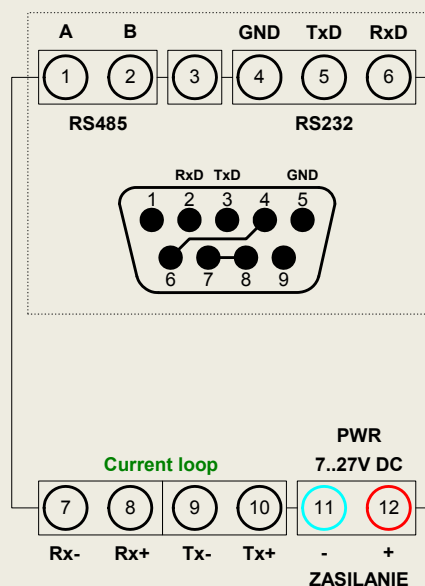 A B GND TxD RxD
1 2 3 4 5 6
RS485 RS232
RxD TxD GND
1 2 3 4 5
6 7 8 9
PWR
Current loop 7..27V DC
7 8 9 10 11 12
Rx- Rx+ Tx- Tx+ - +
ZASILANIE